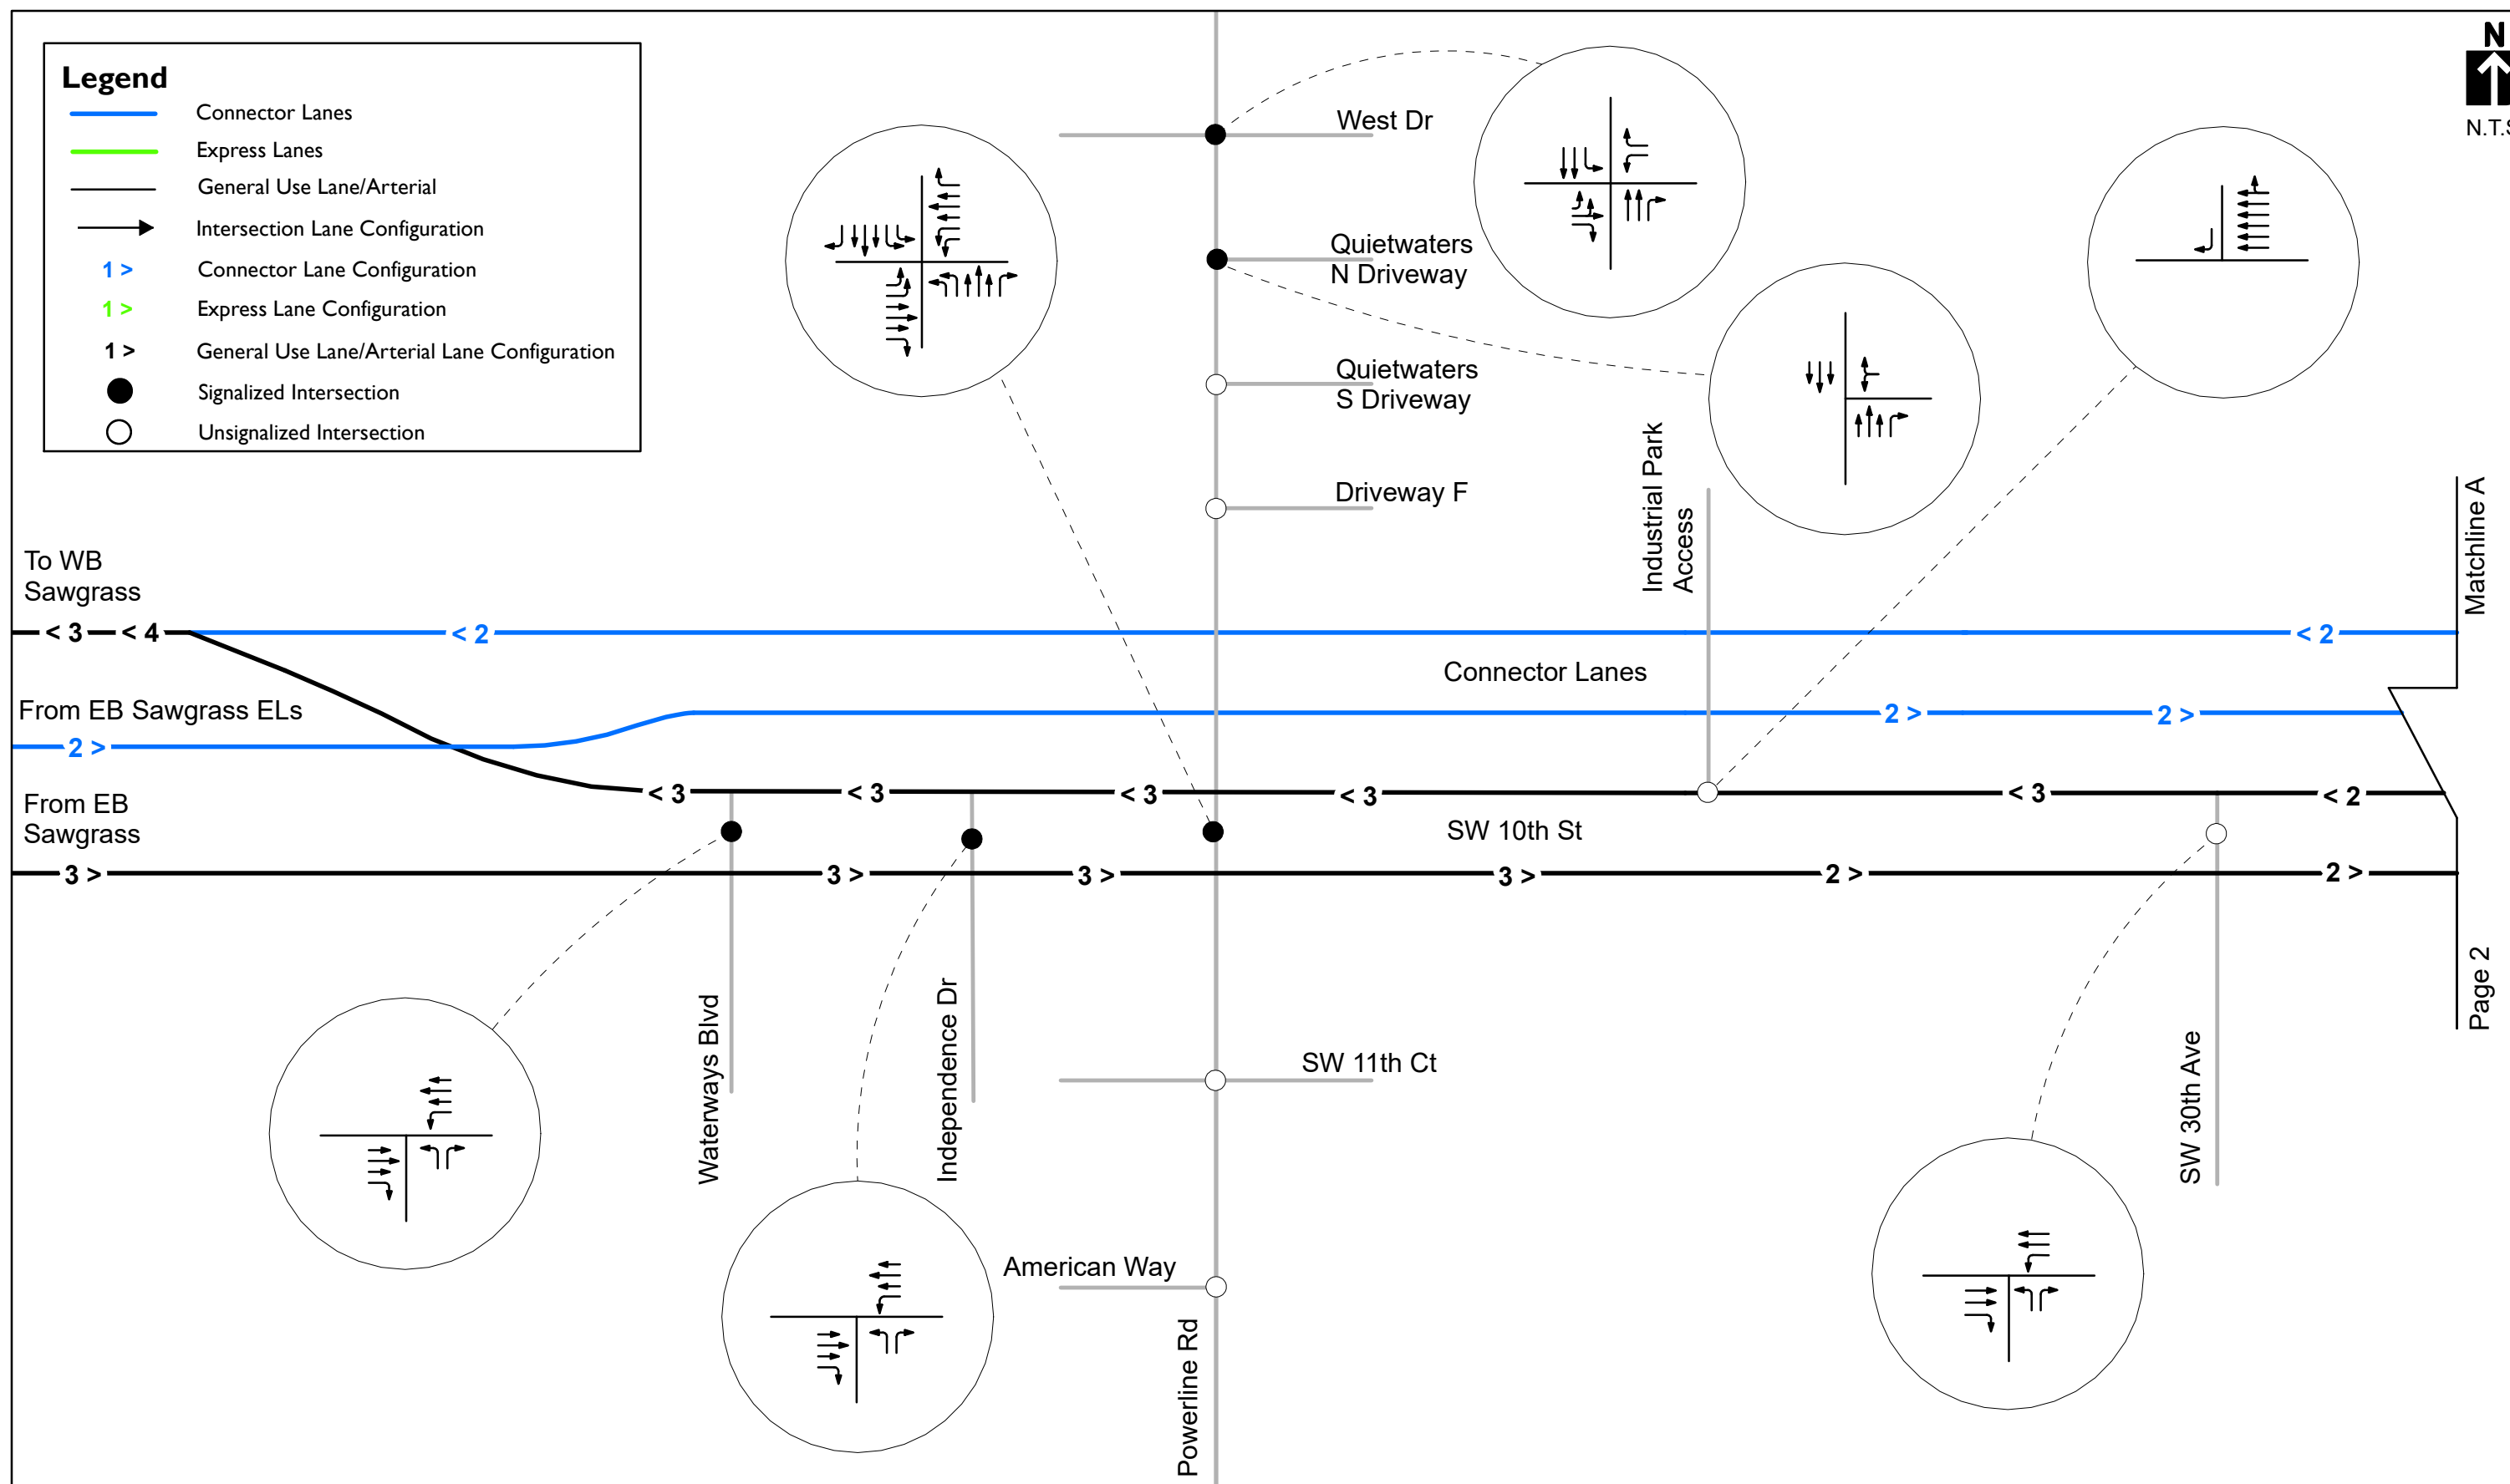 Legend
Connector Lanes
Express Lanes
General Use Lane/Arterial
Intersection Lane Configuration
1 > Connector Lane Configuration
1 > Express Lane Configuration
1 > General Use Lane/Arterial Lane Configuration
Signalized Intersection
Unsignalized Intersection
N
N.T.S
West Dr
Quietwaters
N Driveway
Quietwaters
S Driveway
Driveway F
Industrial Park
Access
Matchline A
To WB
Sawgrass
< 3 < 4 < 2 < 2
Connector Lanes
From EB Sawgrass ELs
2 > 2 > 2 >
From EB
Sawgrass
< 3 < 3 < 3 < 3 < 3 < 2
SW 10th St
3 > 3 > 3 > 3 > 2 > 2 >
Page 2
Waterways Blvd
Independence Dr
SW 11th Ct
SW 30th Ave
American Way
Powerline Rd